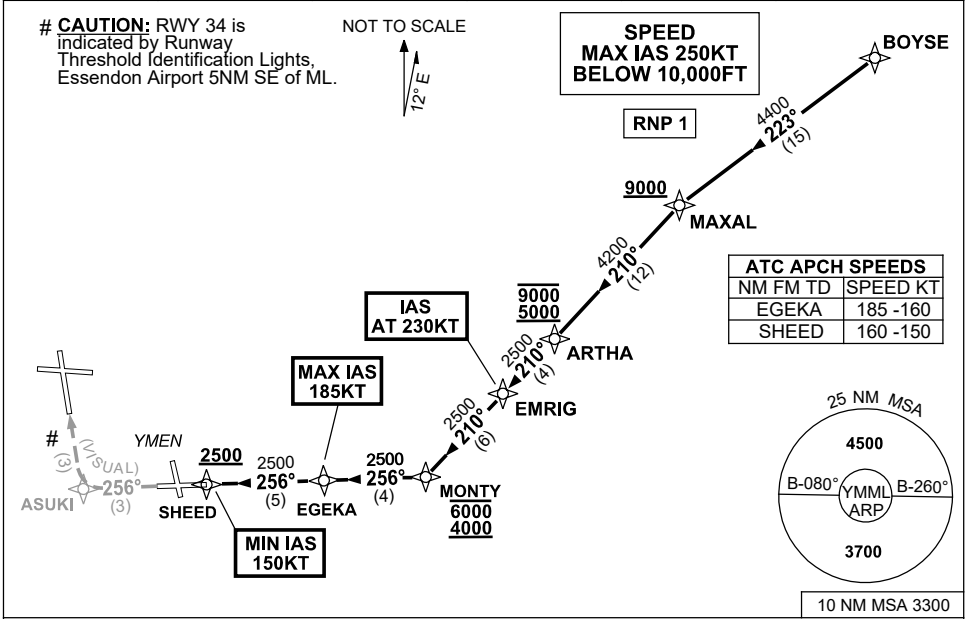 # CAUTION: RWY 34 is
indicated by Runway
Threshold Identification Lights,
Essendon Airport 5NM SE of ML.
NOT TO SCALE
12° E
SPEED
MAX IAS 250KT
BELOW 10,000FT
RNP 1
BOYSE
4400
223°
(15)
9000
MAXAL
4200
210°
(12)
ATC APCH SPEEDS
NM FM TD SPEED KT
EGEKA 185 -160
SHEED 160 -150
9000
5000
ARTHA
IAS
AT 230KT
2500
210°
(4)
EMRIG
MAX IAS
185KT
2500
210°
(6)
MONTY
6000
4000
2500
256°
(4)
EGEKA
2500
256°
(5)
2500
SHEED
MIN IAS
150KT
YMEN
#
(VISUAL)
(3)
256°
(3)
ASUKI
25 NM MSA
4500
B-080°
YMML
ARP
B-260°
3700
10 NM MSA 3300